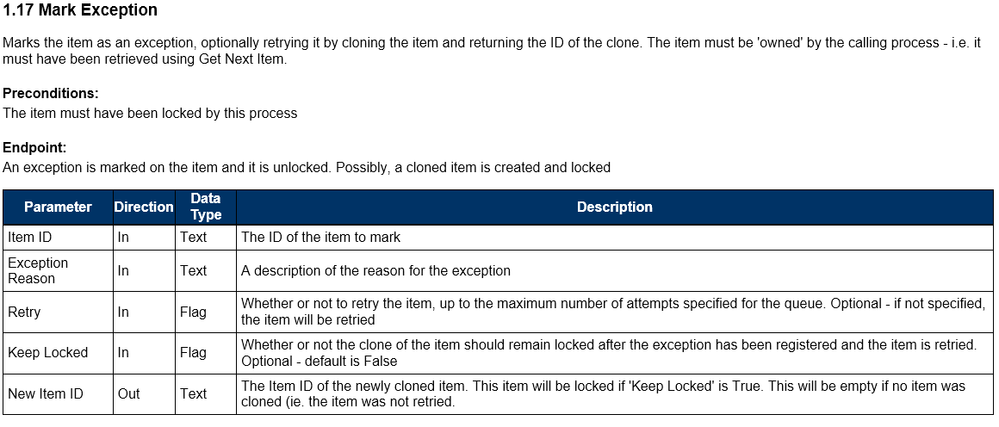 1.17 Mark Exception
Marks the item as an exception, optionally retrying it by cloning the item and returning the ID of the clone. The item must be 'owned' by the calling process - i.e. it
must have been retrieved using Get Next Item.
Preconditions:
The item must have been locked by this process
Endpoint:
An exception is marked on the item and it is unlocked. Possibly, a cloned item is created and locked
Parameter Direction Data Type Description
Item ID In Text The ID of the item to mark
Exception Reason In Text A description of the reason for the exception
Retry In Flag Whether or not to retry the item, up to the maximum number of attempts specified for the queue. Optional - if not specified,
the item will be retried
Keep Locked In Flag Whether or not the clone of the item should remain locked after the exception has been registered and the item is retried.
Optional - default is False
New Item ID Out Text The Item ID of the newly cloned item. This item will be locked if 'Keep Locked' is True. This will be empty if no item was
cloned (ie. the item was not retried.